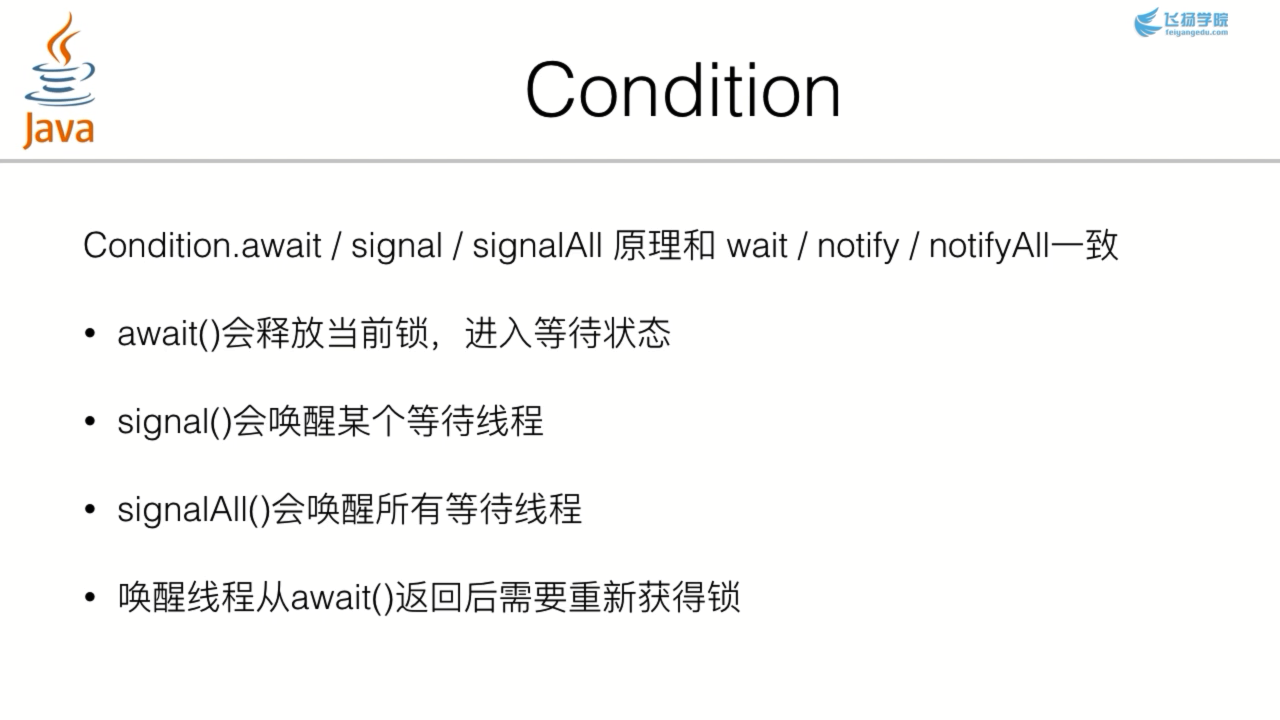 飞扬学院
feiyangedu.com
Java
Condition
Condition.await / signal / signalAll 原理和 wait / notify / notifyAll一致
• await()会释放当前锁，进入等待状态
• signal()会唤醒某个等待线程
• signalAll()会唤醒所有等待线程
• 唤醒线程从await()返回后需要重新获得锁